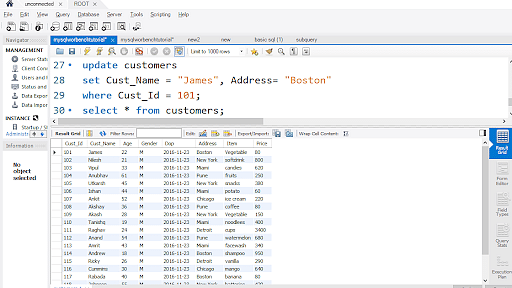 unconnected ROOT
File Edit View Query Database Server Tools Scripting Help
Navigator
MANAGEMENT
Server Statu
Client Conn
Users and P
Status and S
Data Export
Data Import
INSTANCE
Startup / S
Administra
Information
No object selected
mysqlworkbenchtutorial* mysqlworkbenchtutorial* new2 new basic sql (1) subquery
Limit to 1000 rows
27 update customers
28 set Cust_Name = "James", Address= "Boston"
29 where Cust_Id = 101;
30 select * from customers;
Result Grid Filter Rows: Edit: Export/Import: Wrap Cell Content:
Cust_Id Cust_Name Age Gender Dop Address Item Price
101 James 22 M 2016-11-23 Boston Vegetable 80
102 Nilesh 21 M 2016-11-23 New York softdrink 800
103 Vipul 33 M 2016-11-23 Miami candies 620
104 Anubhav 61 M 2016-11-23 Pune fruits 250
105 Utkarsh 45 M 2016-11-23 New York snacks 380
106 Ishan 44 M 2016-11-23 Miami potato 60
107 Ankit 52 M 2016-11-23 Chicago ice cream 220
108 Akshay 36 M 2016-11-23 Pune coffee 80
109 Akash 28 M 2016-11-23 New York Vegetable 150
110 Tanishq 19 M 2016-11-23 Miami noodlees 400
111 Raghav 24 M 2016-11-23 Detroit cups 3400
112 Anand 54 M 2016-11-23 Pune watermelon 680
113 Amrit 43 M 2016-11-23 Miami facewash 340
114 Andrew 18 M 2016-11-23 Boston shampoo 950
115 Ricky 26 M 2016-11-23 Detroit vanilla 290
116 Cummins 30 M 2016-11-23 Chicago mango 640
117 Rabada 40 M 2016-11-23 Boston banana 80
Result Grid
Form Editor
Field Types
Query Stats
Execution Plan